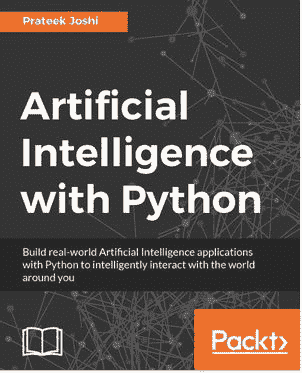 Prateek Joshi
Artificial
Intelligence
with Python
Build real-world Artificial Intelligence applications
with Python to intelligently interact with the world
around you
Packt>